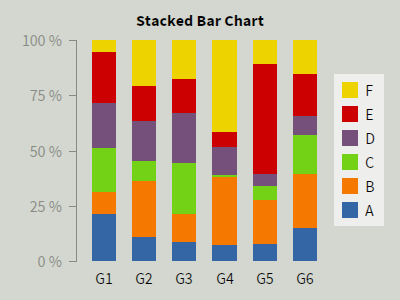 Stacked Bar Chart
100 %
75 %
50 %
25 %
0 %
G1 G2 G3 G4 G5 G6
F
E
D
C
B
A